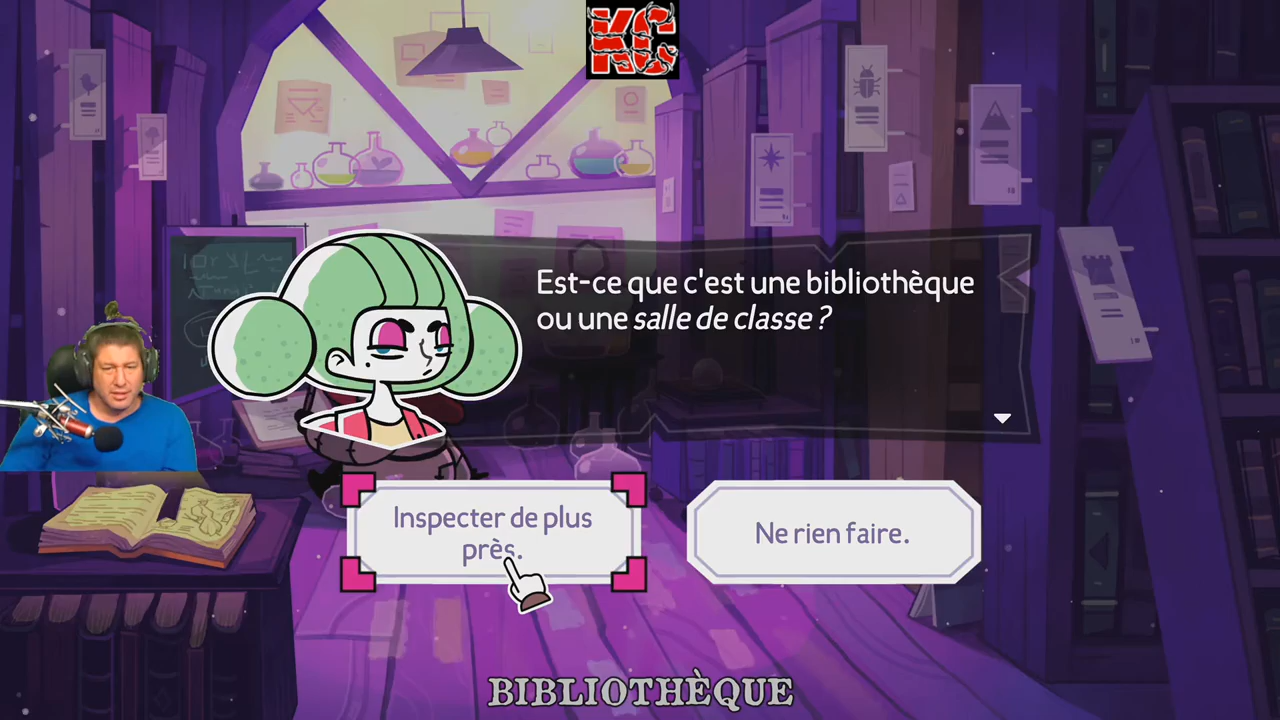 KC
Est-ce que c'est une bibliothèque
ou une salle de classe ?
Inspecter de plus
près.
Ne rien faire.
BIBLIOTHÈQUE